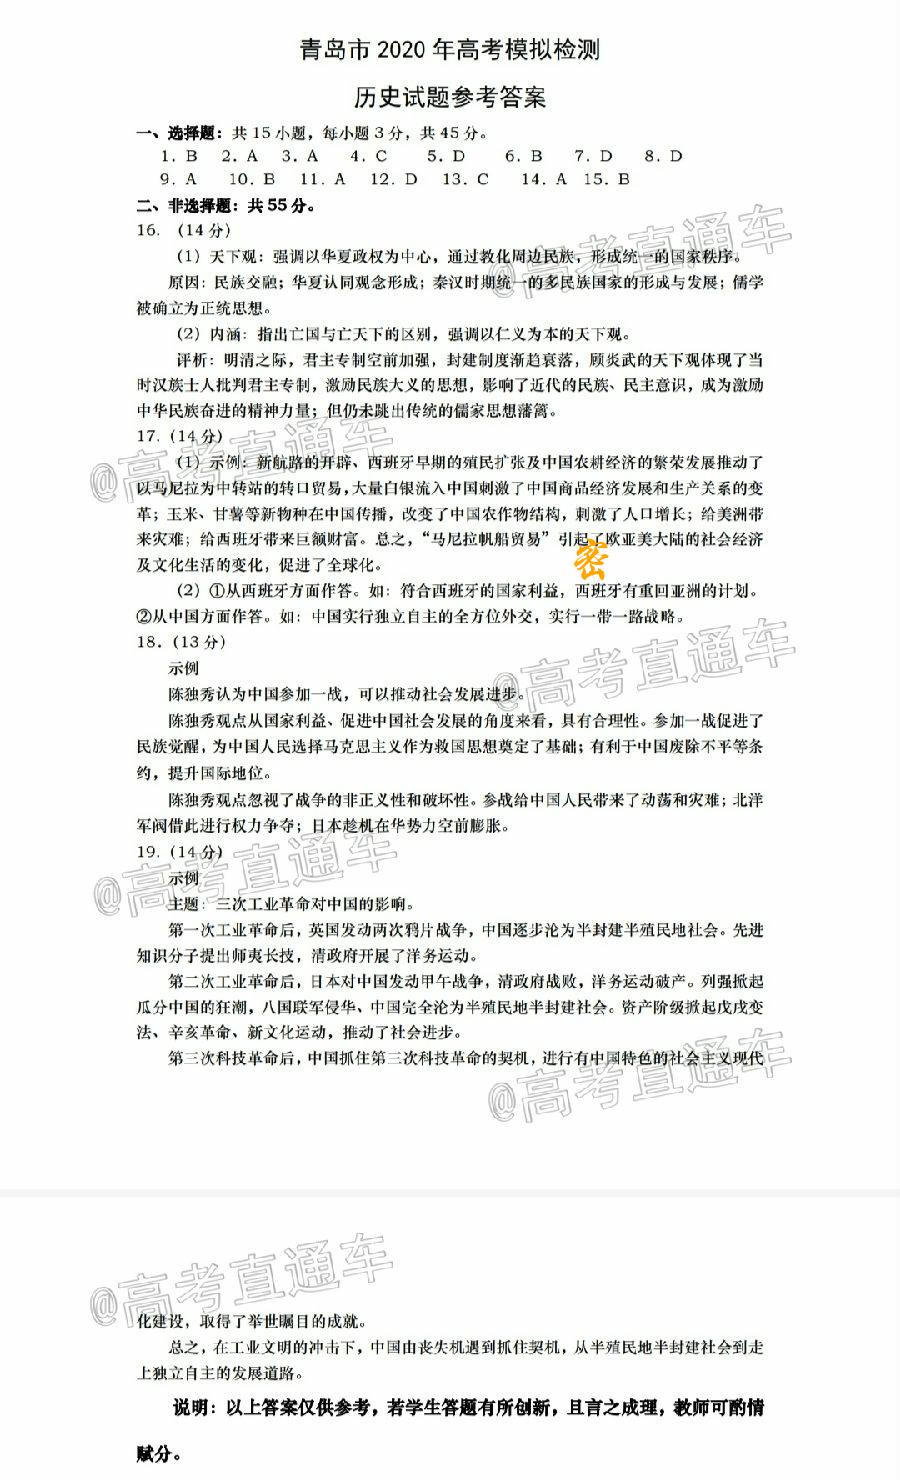 青岛市 2020 年高考模拟检测
历史试题参考答案
一、选择题：共 15 小题，每小题 3 分，共 45 分。
1. B 2. A 3. A 4. C 5. D 6. B 7. D 8. D
9. A 10. B 11. A 12. D 13. C 14. A 15. B
二、非选择题：共 55 分。
16. （14 分）
（1）天下观：强调以华夏政权为中心，通过教化周边民族，形成统一的国家秩序。
原因：民族交融；华夏认同观念形成；秦汉时期统一的多民族国家的形成与发展；儒学
被确立为正统思想。
（2）内涵：指出亡国与亡天下的区别，强调以仁义为本的天下观。
评析：明清之际，君主专制空前加强，封建制度渐趋衰落，顾炎武的天下观体现了当
时汉族士人批判君主专制，激励民族大义的思想，影响了近代的民族、民主意识，成为激励
中华民族奋进的精神力量；但仍未跳出传统的儒家思想藩篱。
17.（14 分）
（1）示例：新航路的开辟、西班牙早期的殖民扩张及中国农耕经济的繁荣发展推动了
以马尼拉为中转站的转口贸易，大量白银流入中国刺激了中国商品经济发展和生产关系的变
革；玉米、甘薯等新物种在中国传播，改变了中国农作物结构，刺激了人口增长；给美洲带
来灾难；给西班牙带来巨额财富。总之，“马尼拉帆船贸易”引起了欧亚美大陆的社会经济
及文化生活的变化，促进了全球化。
密
（2）①从西班牙方面作答。如：符合西班牙的国家利益，西班牙有重回亚洲的计划。
②从中国方面作答。如：中国实行独立自主的全方位外交，实行一带一路战略。
18.（13 分）
示例
陈独秀认为中国参加一战，可以推动社会发展进步。
陈独秀观点从国家利益、促进中国社会发展的角度来看，具有合理性。参加一战促进了
民族觉醒，为中国人民选择马克思主义作为救国思想奠定了基础；有利于中国废除不平等条
约，提升国际地位。
陈独秀观点忽视了战争的非正义性和破坏性。参战给中国人民带来了动荡和灾难；北洋
军阀借此进行权力争夺；日本趁机在华势力空前膨胀。
19.（14 分）
示例
主题：三次工业革命对中国的影响。
第一次工业革命后，英国发动两次鸦片战争，中国逐步沦为半封建半殖民地社会。先进
知识分子提出师夷长技，清政府开展了洋务运动。
第二次工业革命后，日本对中国发动甲午战争，清政府战败，洋务运动破产。列强掀起
瓜分中国的狂潮，八国联军侵华、中国完全沦为半殖民地半封建社会。资产阶级掀起戊戌变
法、辛亥革命、新文化运动，推动了社会进步。
第三次科技革命后，中国抓住第三次科技革命的契机，进行有中国特色的社会主义现代
@高考直通车
@高考直通车
@高考直通车
@高考直通车
@高考直通车
@高考直通车
化建设，取得了举世瞩目的成就。
总之，在工业文明的冲击下，中国由丧失机遇到抓住契机，从半殖民地半封建社会到走
上独立自主的发展道路。
说明：以上答案仅供参考，若学生答题有所创新，且言之成理，教师可酌情
赋分。